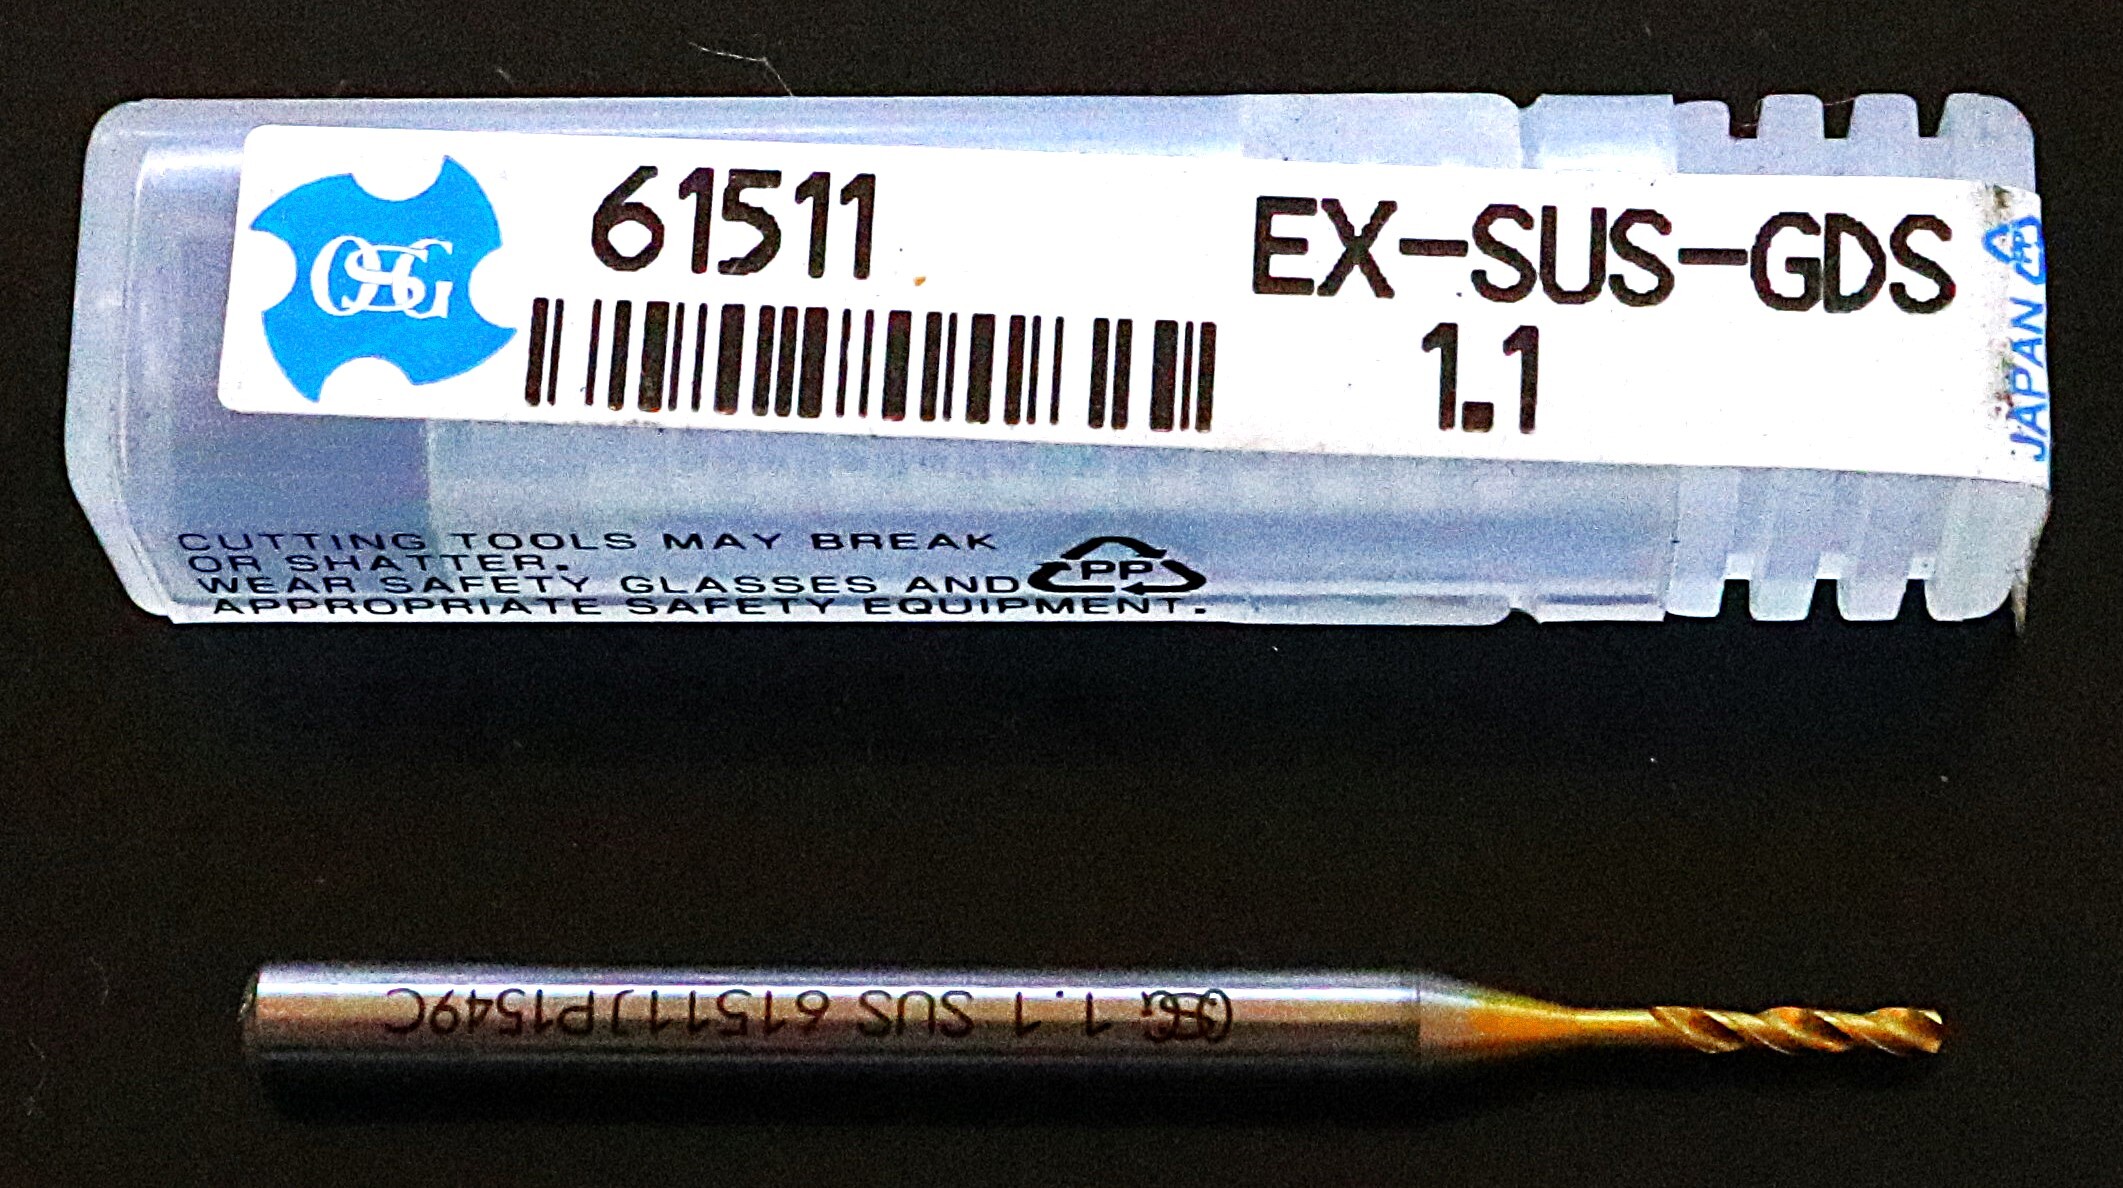 OSG
61511
EX-SUS-GDS
1.1
JAPAN
CUTTING TOOLS MAY BREAK
OR SHATTER.
WEAR SAFETY GLASSES AND
APPROPRIATE SAFETY EQUIPMENT.
PP
OSG 1.1 SUS 61511JP1549C